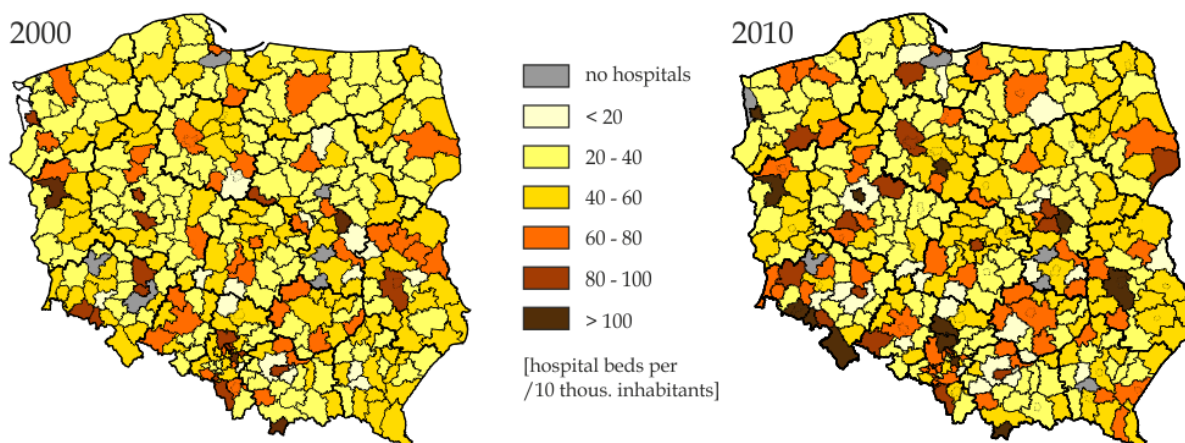 2000
2010
no hospitals
< 20
20 - 40
40 - 60
60 - 80
80 - 100
> 100
[hospital beds per
/10 thous. inhabitants]